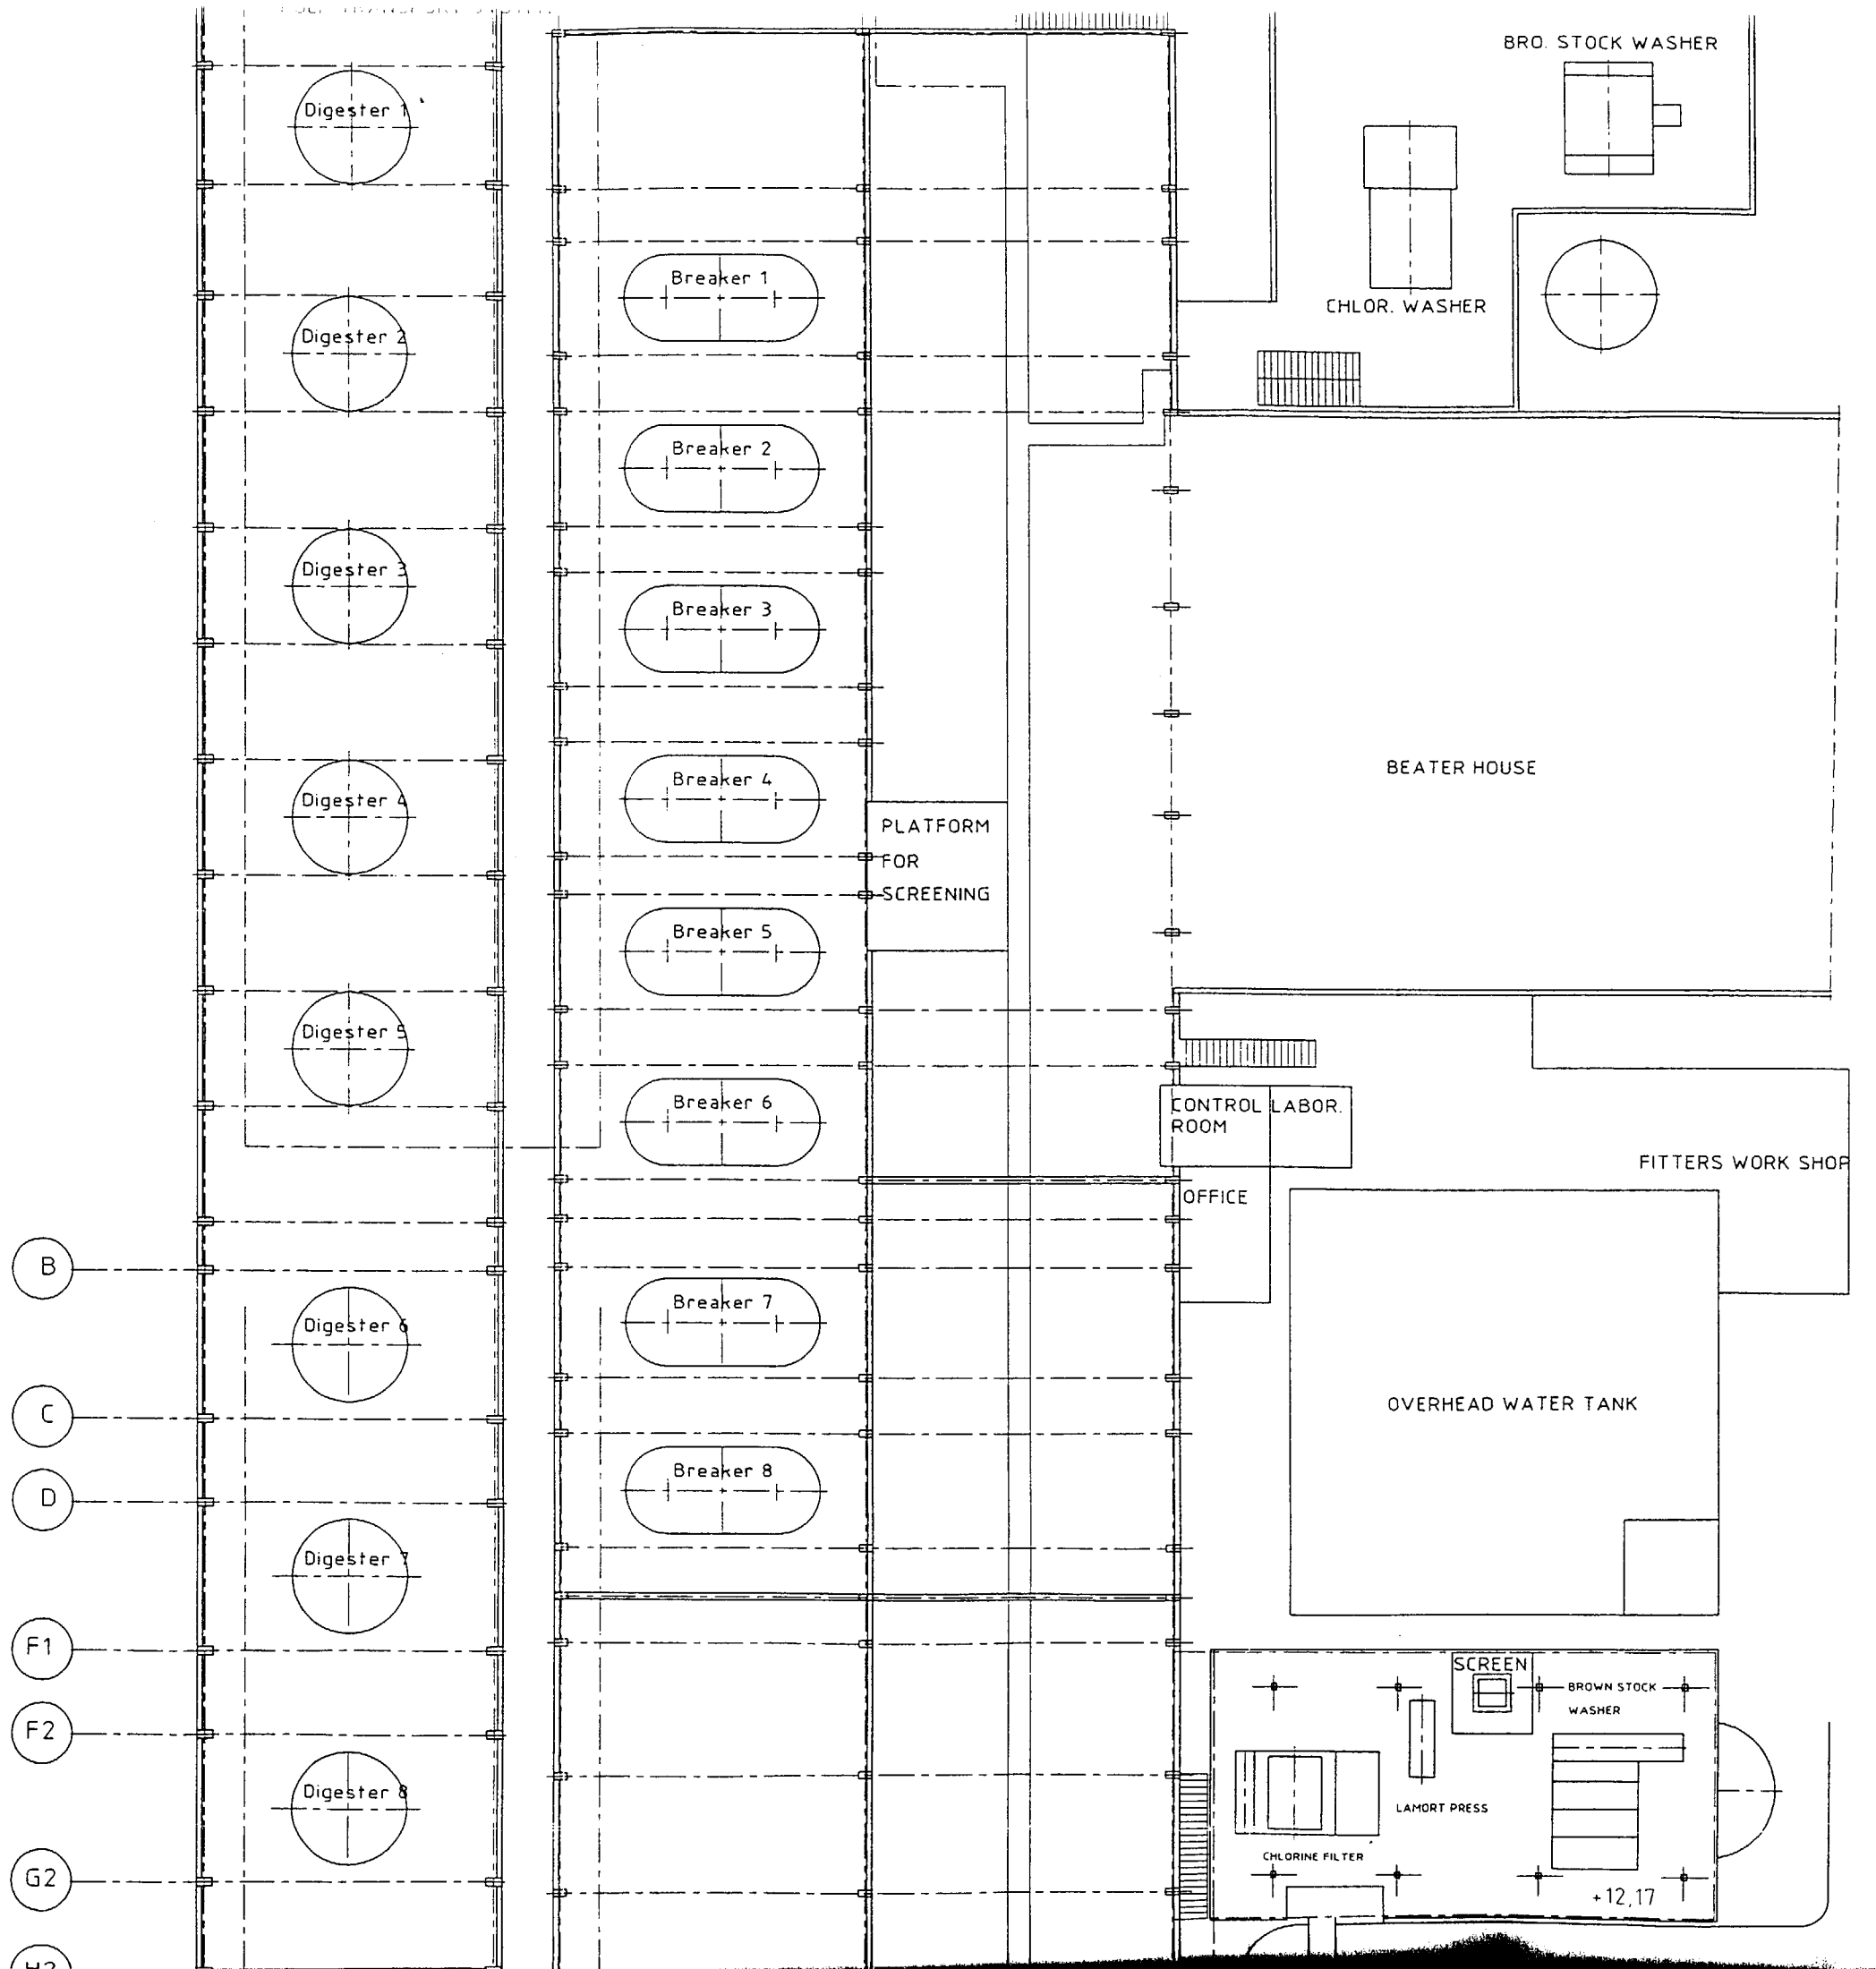 BRO. STOCK WASHER
Digester 1
Breaker 1
CHLOR. WASHER
Digester 2
Breaker 2
Digester 3
Breaker 3
BEATER HOUSE
Digester 4
Breaker 4
PLATFORM
FOR
SCREENING
Breaker 5
Digester 5
Breaker 6
CONTROL LABOR.
ROOM
FITTERS WORK SHOP
OFFICE
B
Digester 6
Breaker 7
C
OVERHEAD WATER TANK
Breaker 8
D
Digester 7
F1
SCREEN
BROWN STOCK
WASHER
F2
Digester 8
LAMORT PRESS
CHLORINE FILTER
G2
+12,17